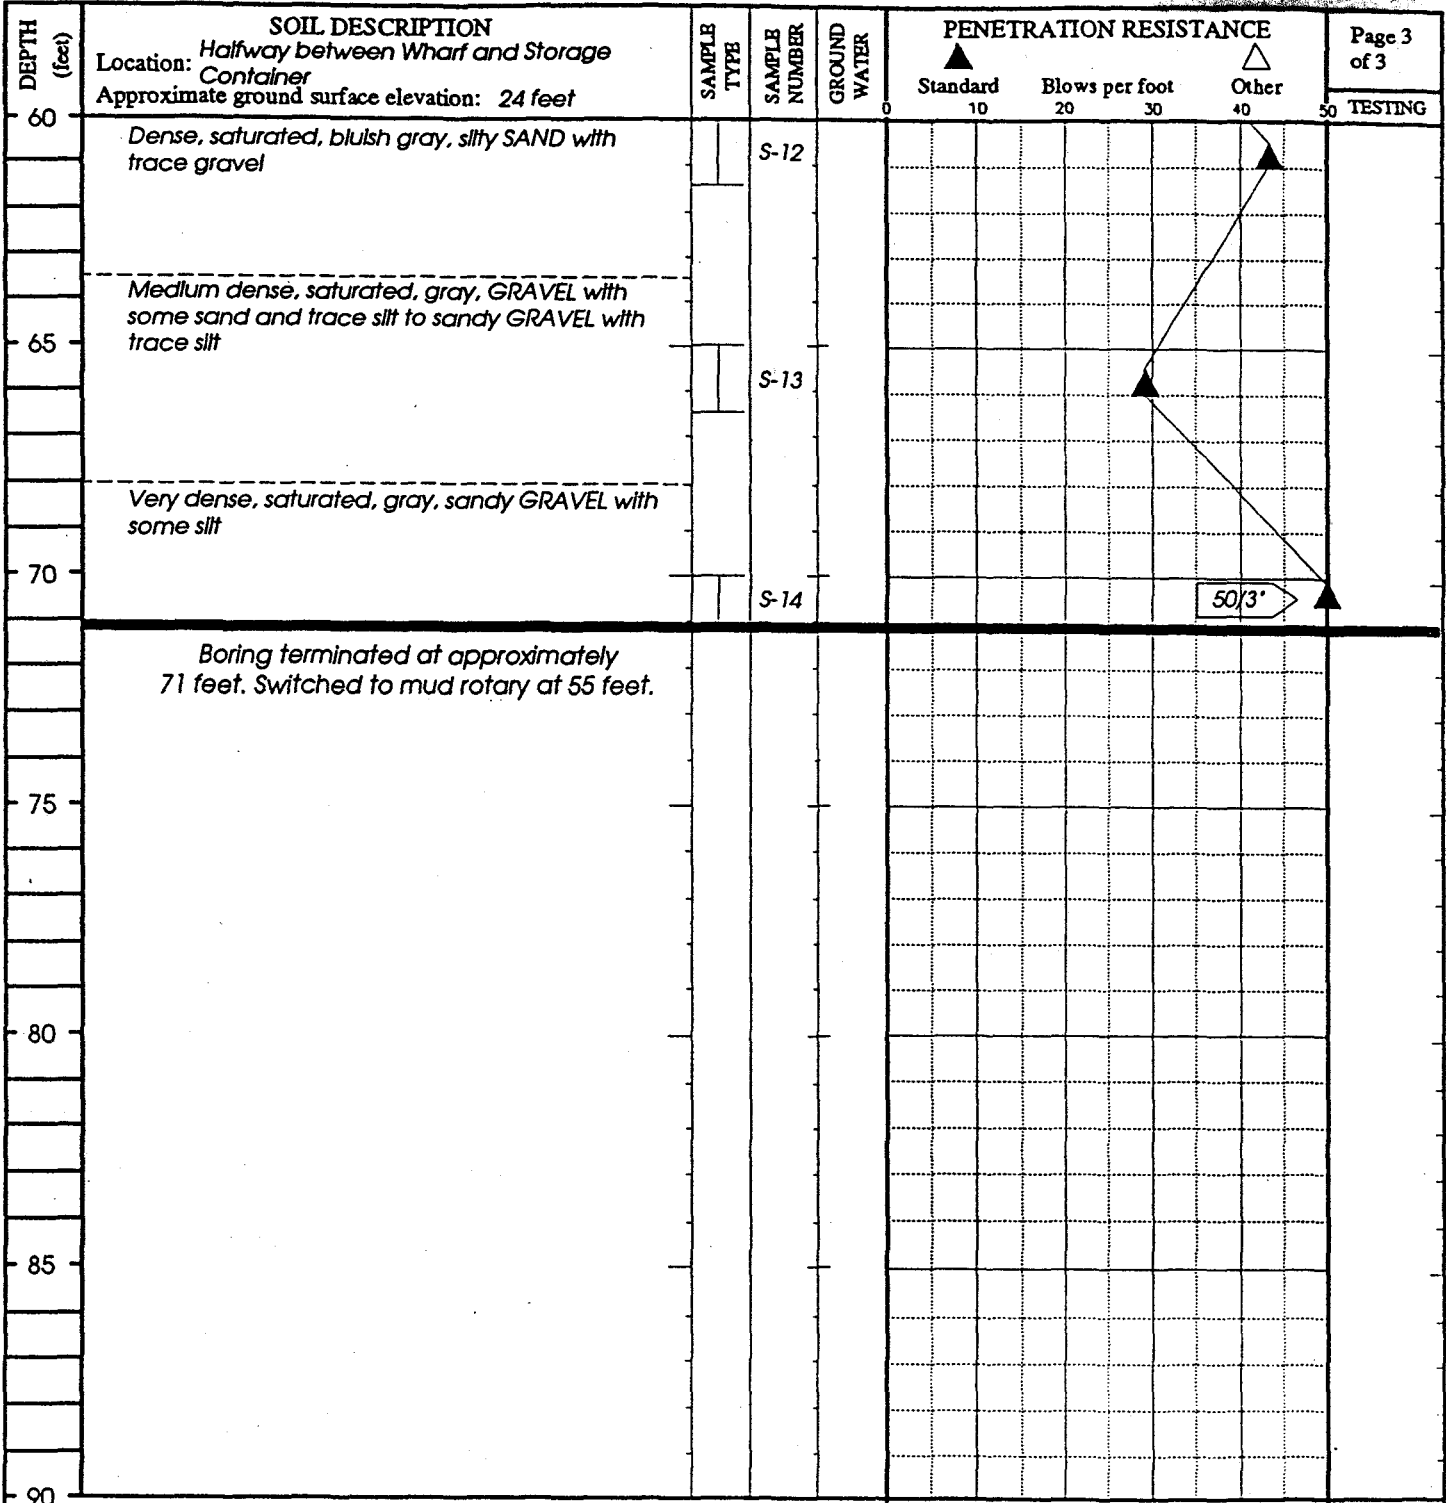 DEPTH
(feet)
SOIL DESCRIPTION
Location: Halfway between Wharf and Storage
Container
Approximate ground surface elevation: 24 feet
SAMPLE
TYPE
SAMPLE
NUMBER
GROUND
WATER
PENETRATION RESISTANCE
Standard Blows per foot Other
0 10 20 30 40 50
Page 3
of 3
TESTING
60
Dense, saturated, bluish gray, silty SAND with
trace gravel
S-12
Medium dense, saturated, gray, GRAVEL with
some sand and trace silt to sandy GRAVEL with
trace silt
65
S-13
Very dense, saturated, gray, sandy GRAVEL with
some silt
70
S-14
50/3"
Boring terminated at approximately
71 feet. Switched to mud rotary at 55 feet.
75
80
85
90